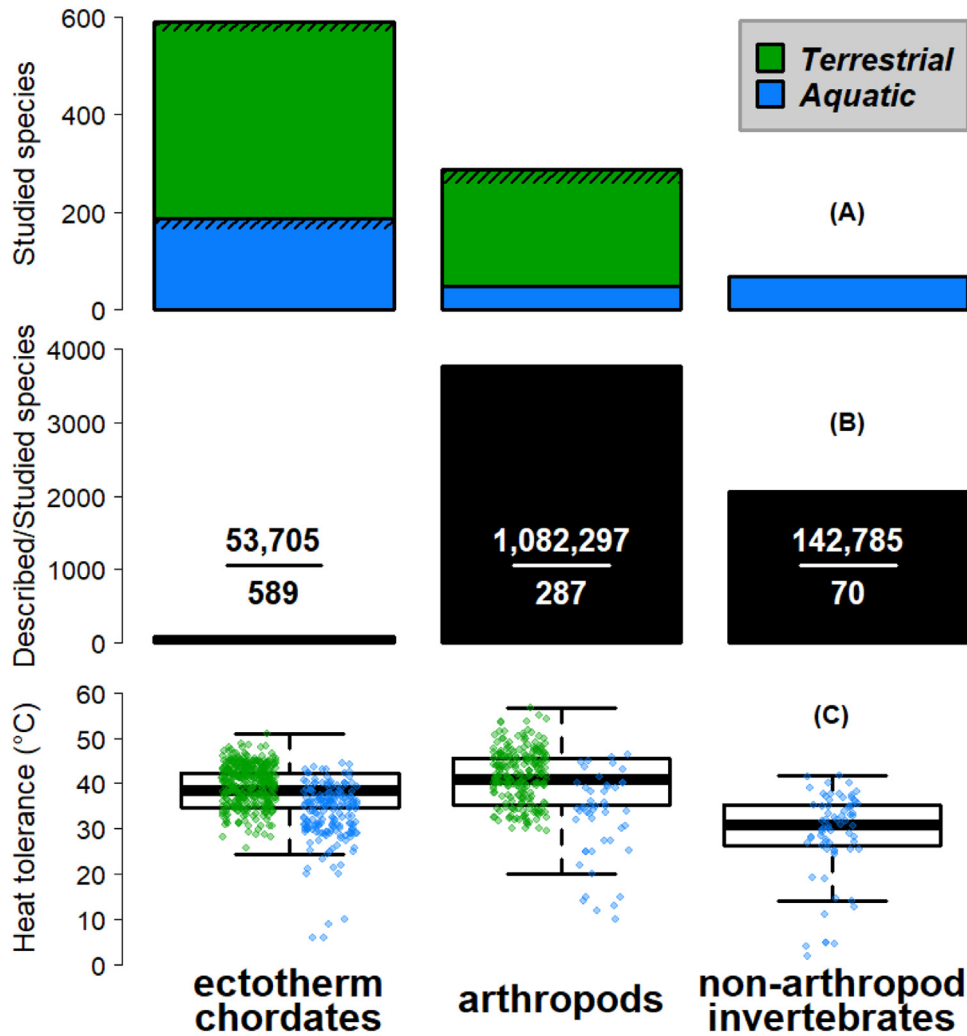 Studied species
600
400
200
0
Terrestrial
Aquatic
(A)
Described/Studied species
4000
3000
2000
1000
0
(B)
53,705
589
1,082,297
287
142,785
70
Heat tolerance (°C)
60
50
40
30
20
10
0
(C)
ectotherm
chordates
arthropods
non-arthropod
invertebrates